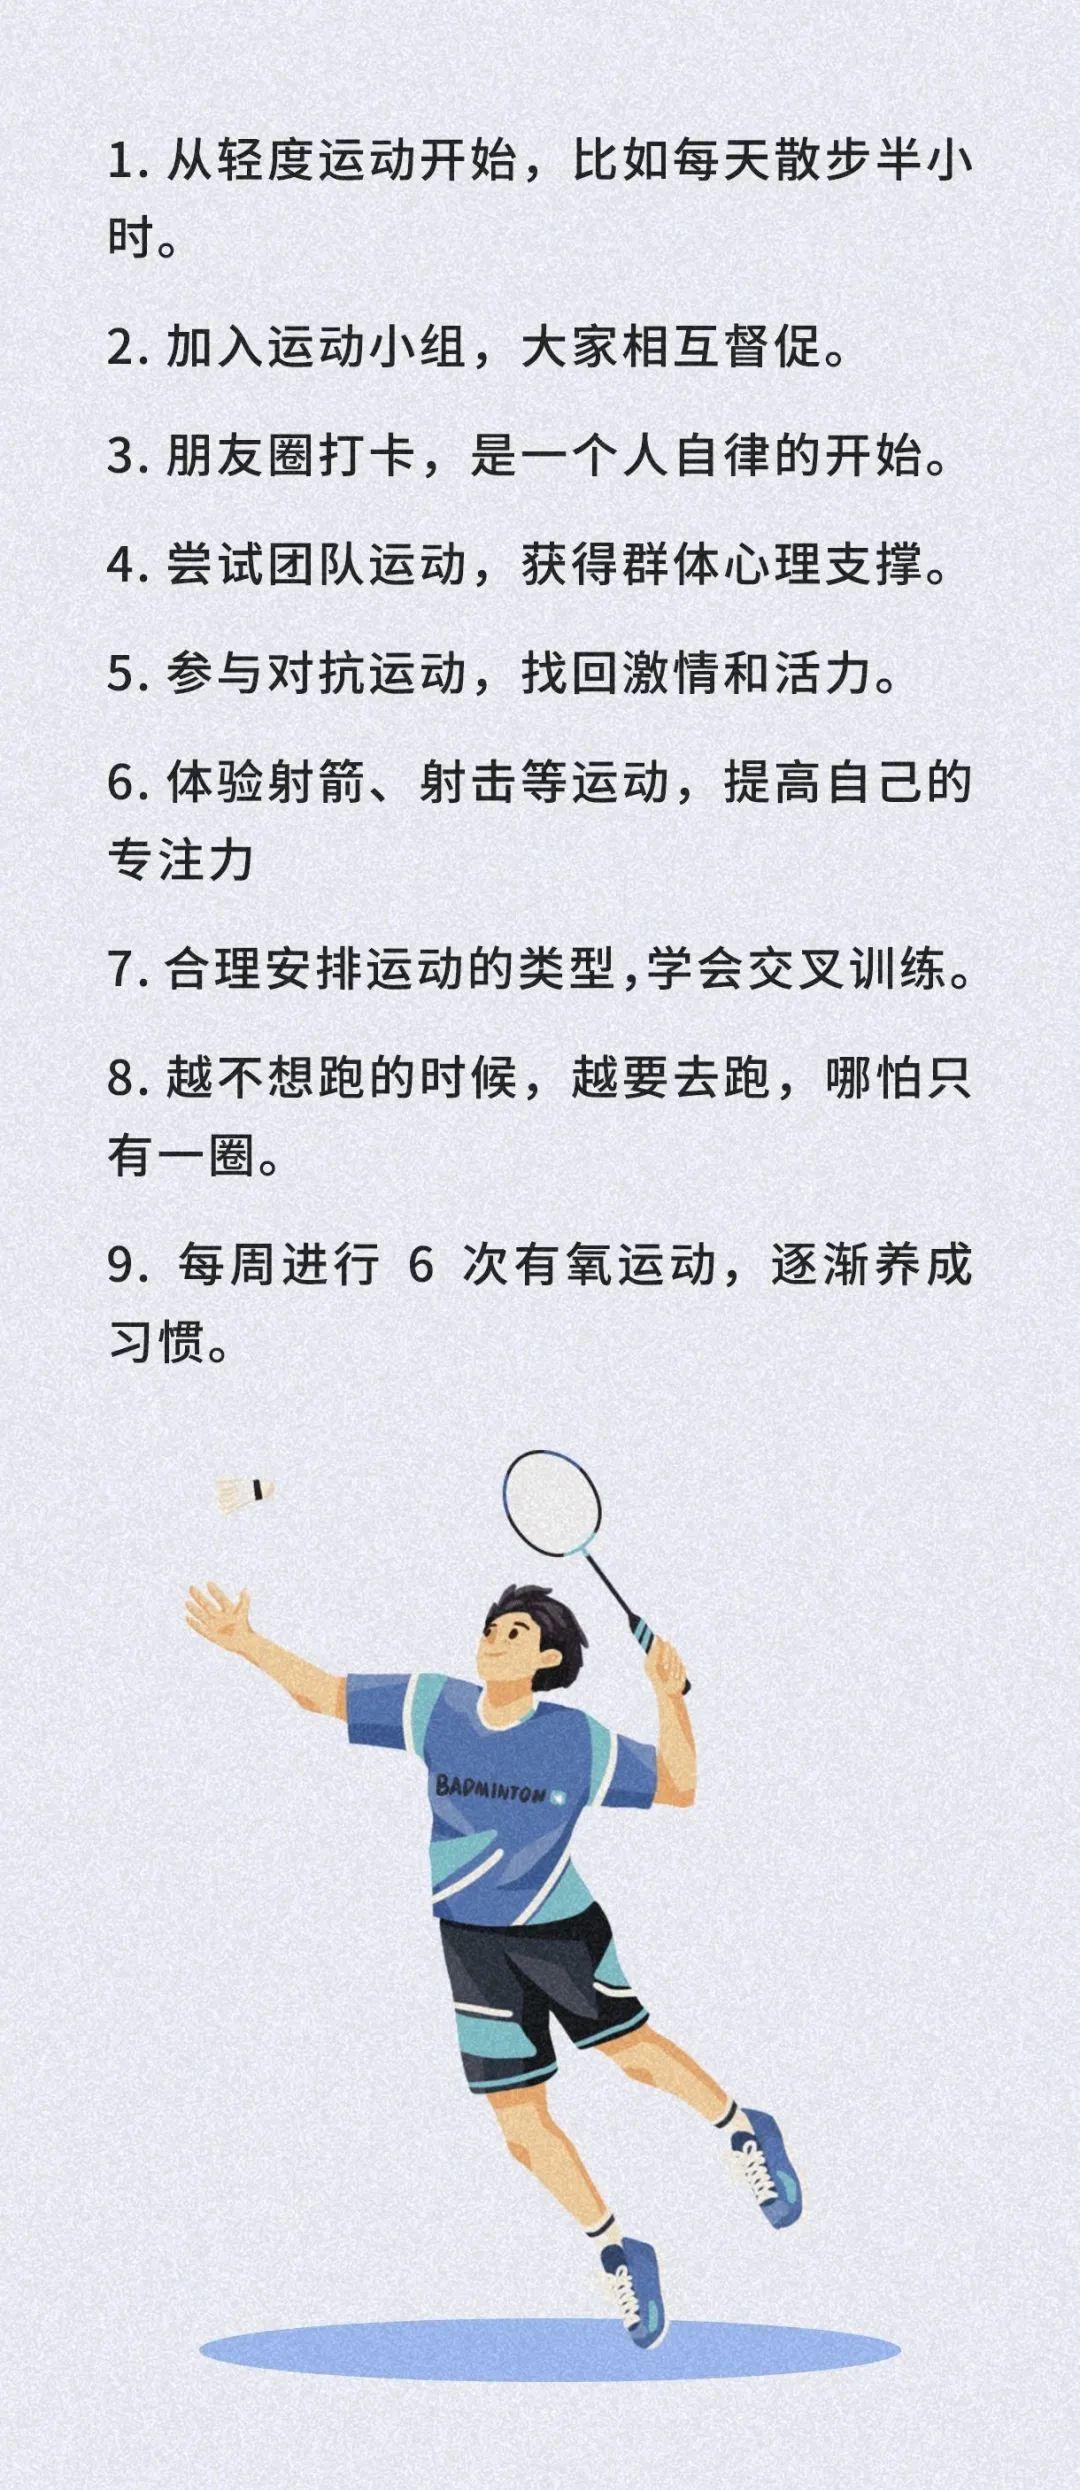 1. 从轻度运动开始，比如每天散步半小
时。
2. 加入运动小组，大家相互督促。
3. 朋友圈打卡，是一个人自律的开始。
4. 尝试团队运动，获得群体心理支撑。
5. 参与对抗运动，找回激情和活力。
6. 体验射箭、射击等运动，提高自己的
专注力
7. 合理安排运动的类型,学会交叉训练。
8. 越不想跑的时候，越要去跑，哪怕只
有一圈。
9. 每周进行 6 次有氧运动，逐渐养成
习惯。
BADMINTON